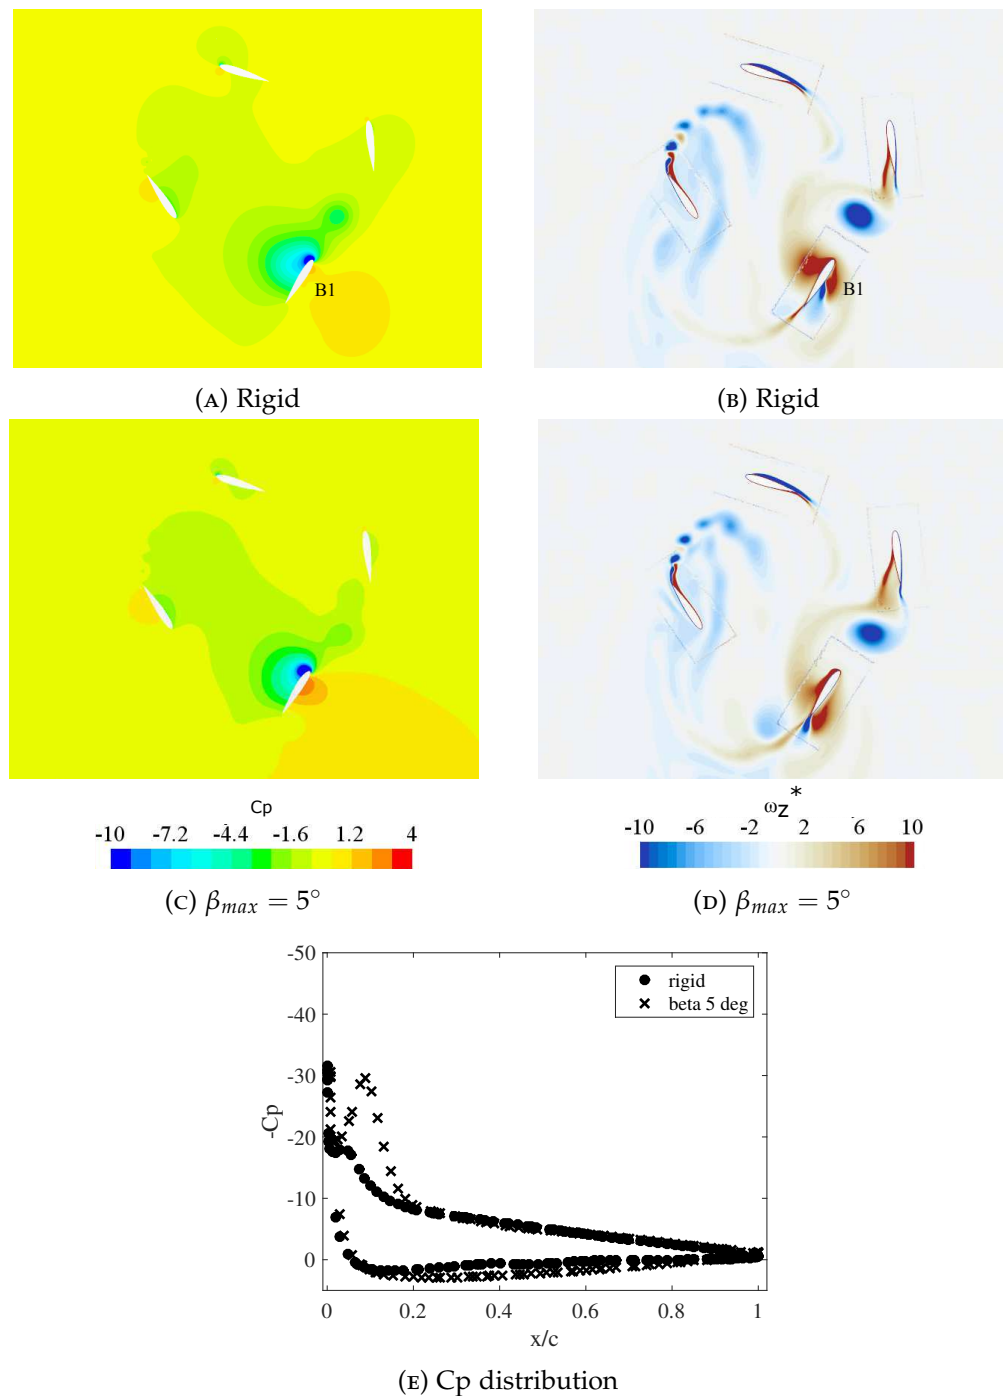 B1
B1
(A) Rigid
(B) Rigid
Cp
-10 -7.2 -4.4 -1.6 1.2 4
ωz*
-10 -6 -2 2 6 10
(C) βmax = 5°
(D) βmax = 5°
-50
-40
-30
-20
-10
0
-Cp
rigid
beta 5 deg
0 0.2 0.4 0.6 0.8 1
x/c
(E) Cp distribution